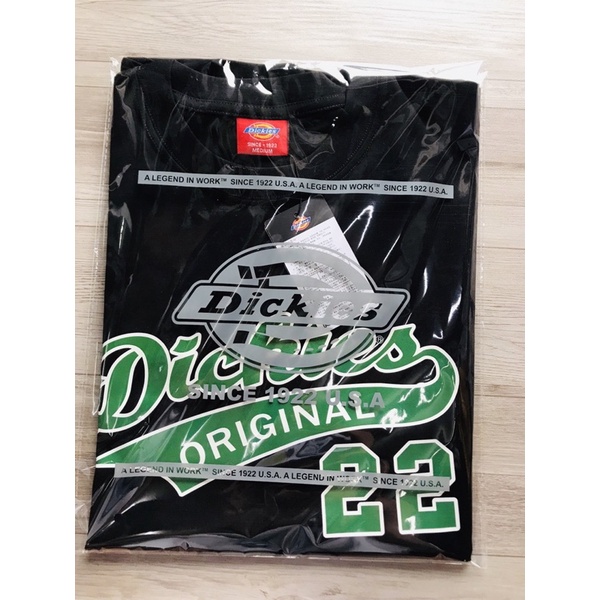 Dickies
SINCE 1922
MEDIUM
A LEGEND IN WORK™ SINCE 1922 U.S.A. A LEGEND IN WORK™ SINCE 1922 U.S.A.
Dickies ®
Dickies
SINCE 1922 U.S.A
ORIGINAL
22
A LEGEND IN WORK™ SINCE 1922 U.S.A. A LEGEND IN WORK™ SINCE 1922 U.S.A.